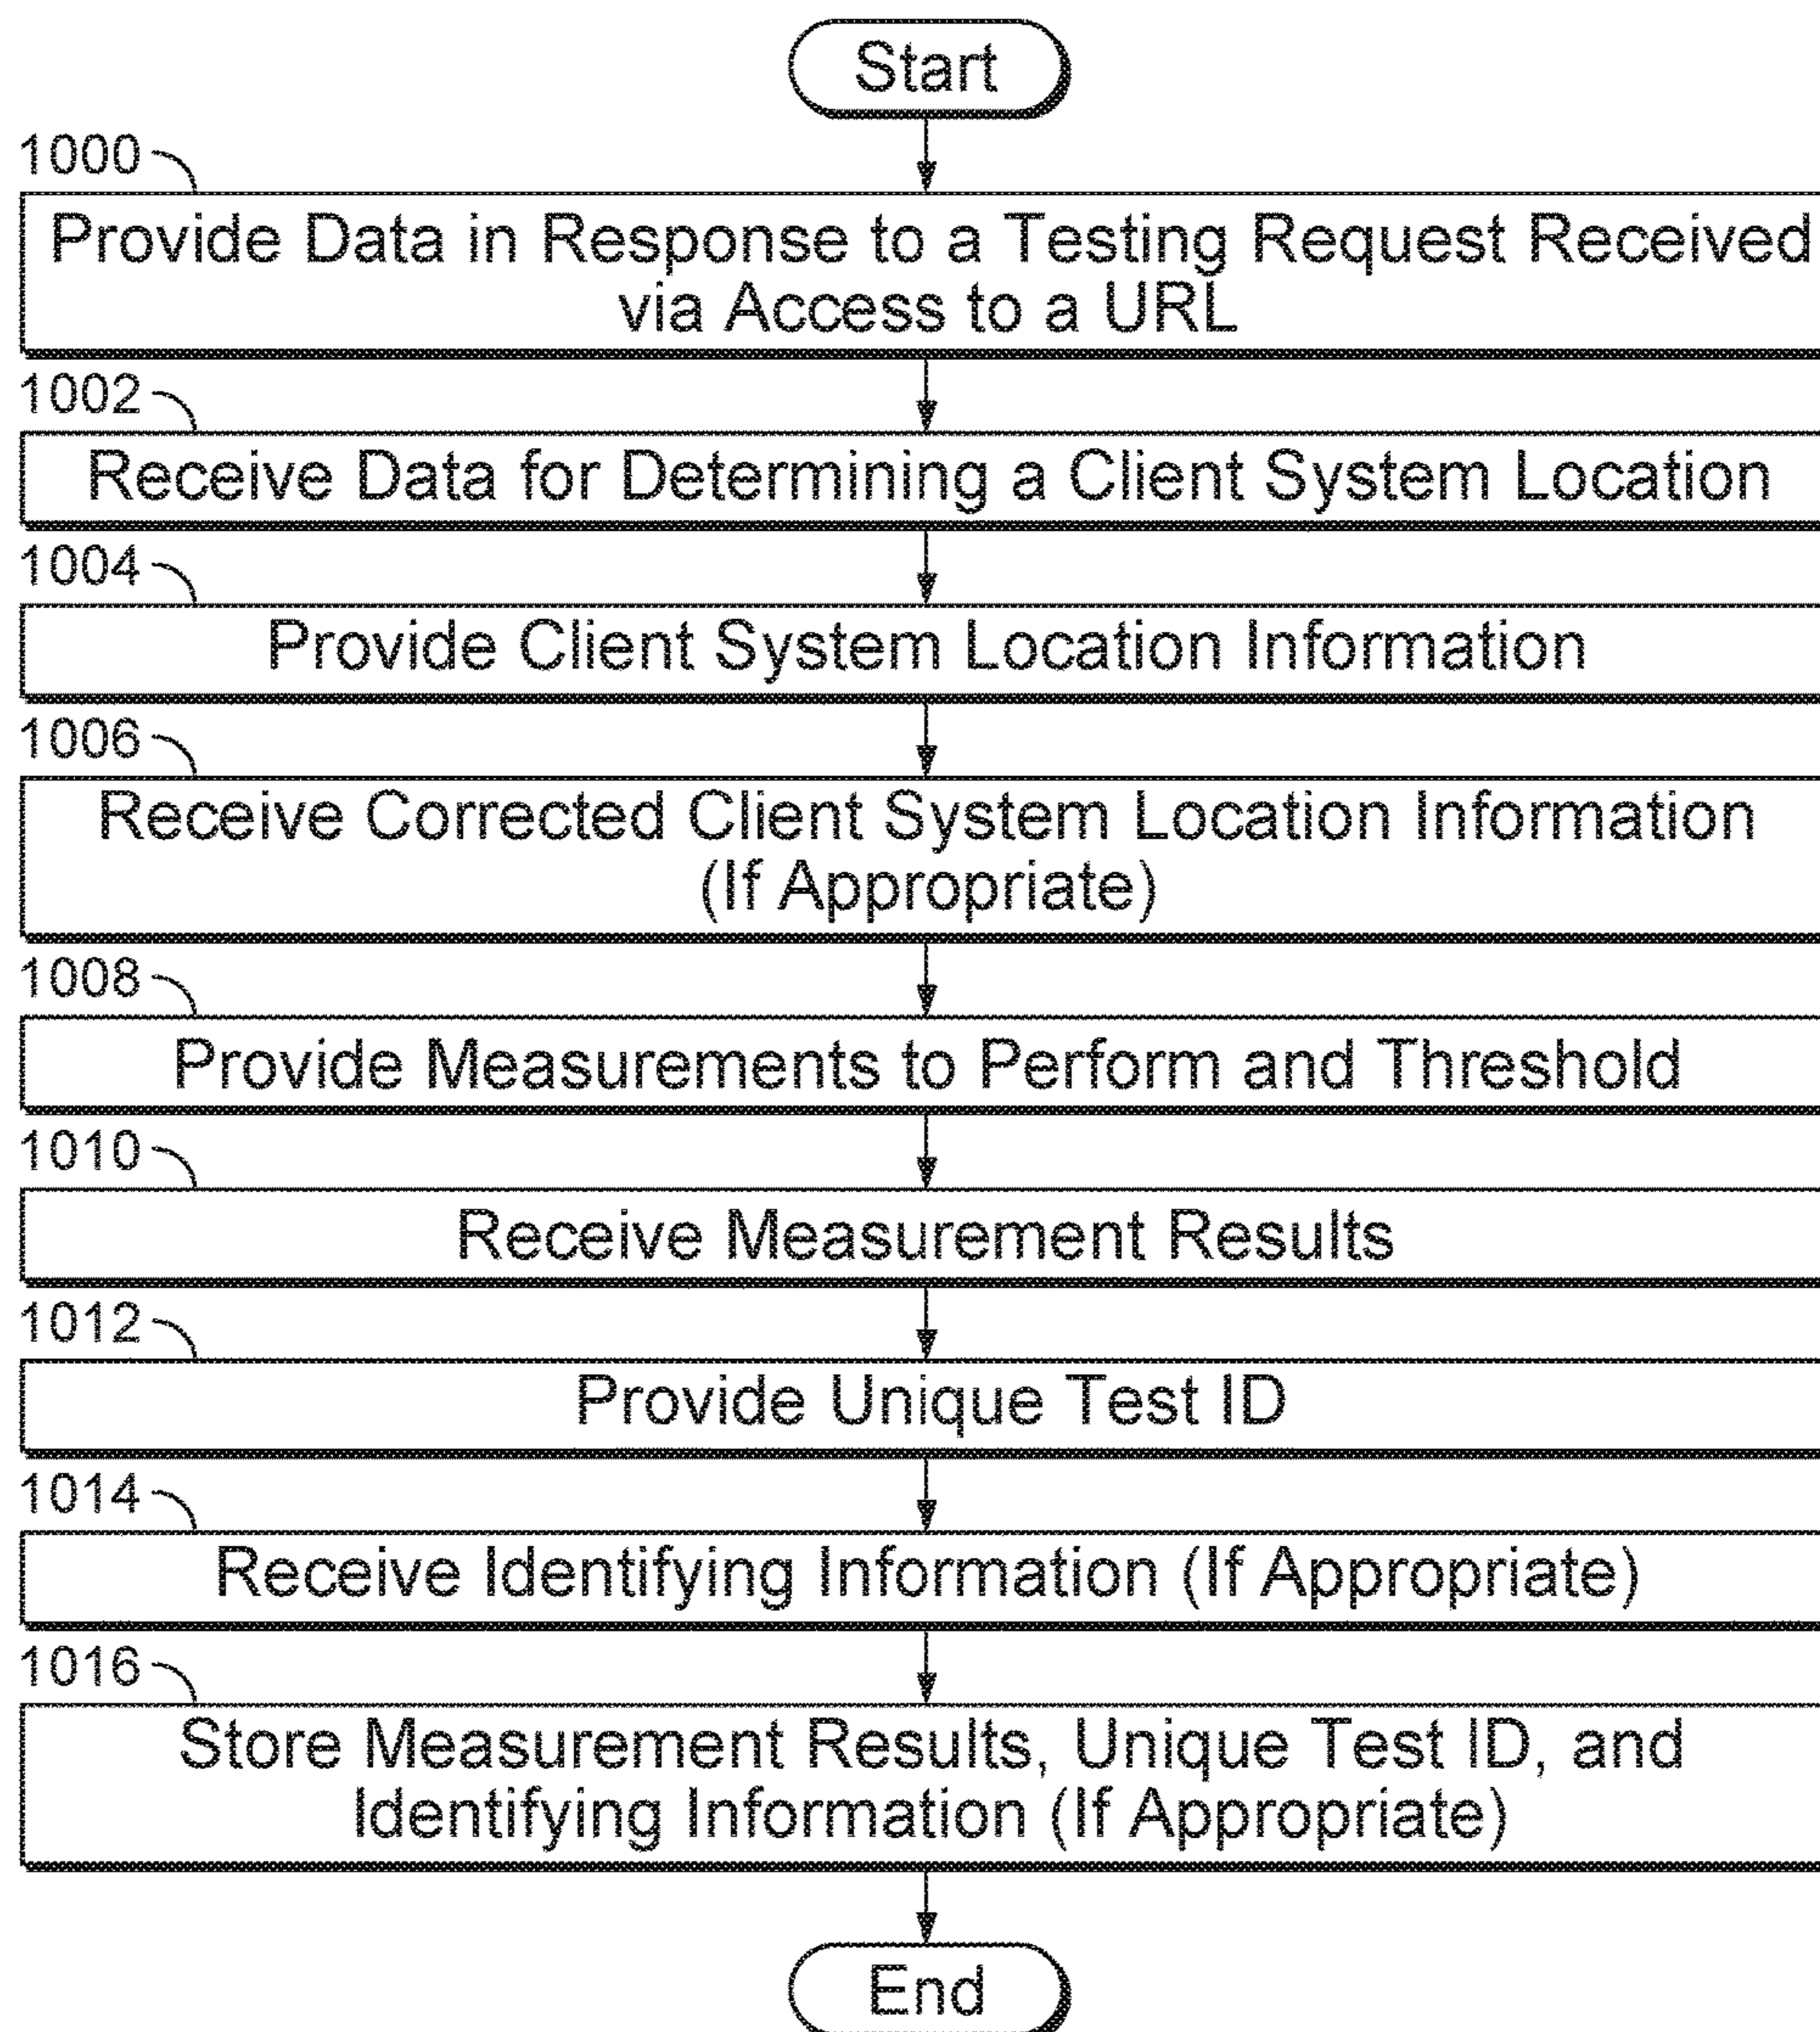 Start
1000
Provide Data in Response to a Testing Request Received
via Access to a URL
1002
Receive Data for Determining a Client System Location
1004
Provide Client System Location Information
1006
Receive Corrected Client System Location Information
(If Appropriate)
1008
Provide Measurements to Perform and Threshold
1010
Receive Measurement Results
1012
Provide Unique Test ID
1014
Receive Identifying Information (If Appropriate)
1016
Store Measurement Results, Unique Test ID, and
Identifying Information (If Appropriate)
End